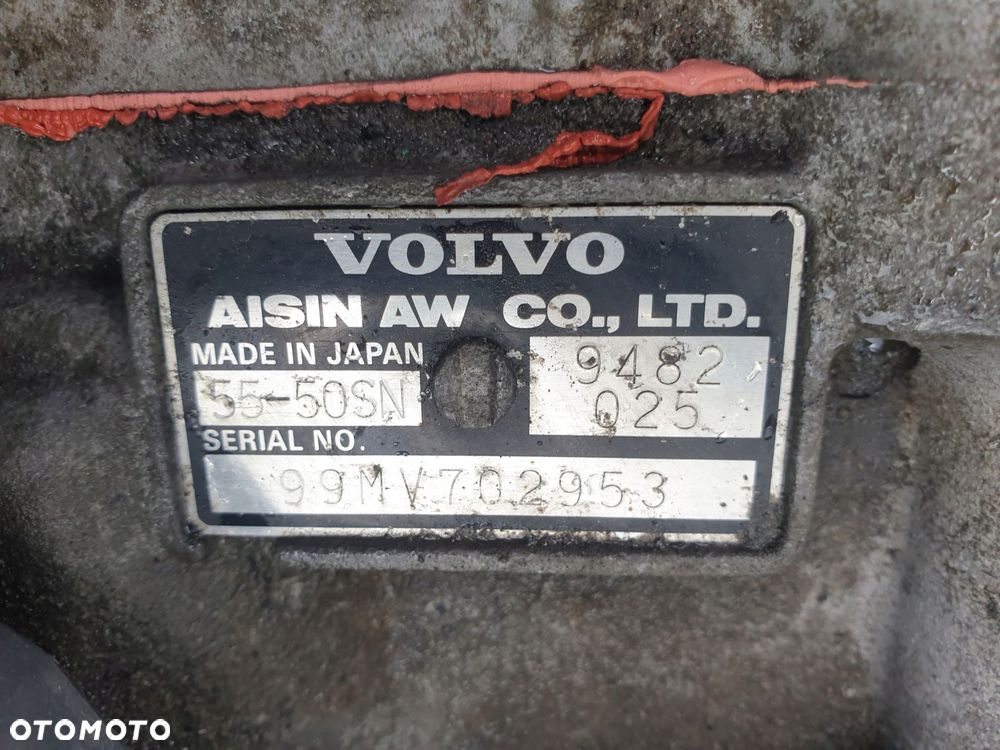 VOLVO
AISIN AW CO., LTD.
MADE IN JAPAN
55-50SN
9482
025
SERIAL NO.
99MV702953
OTOMOTO